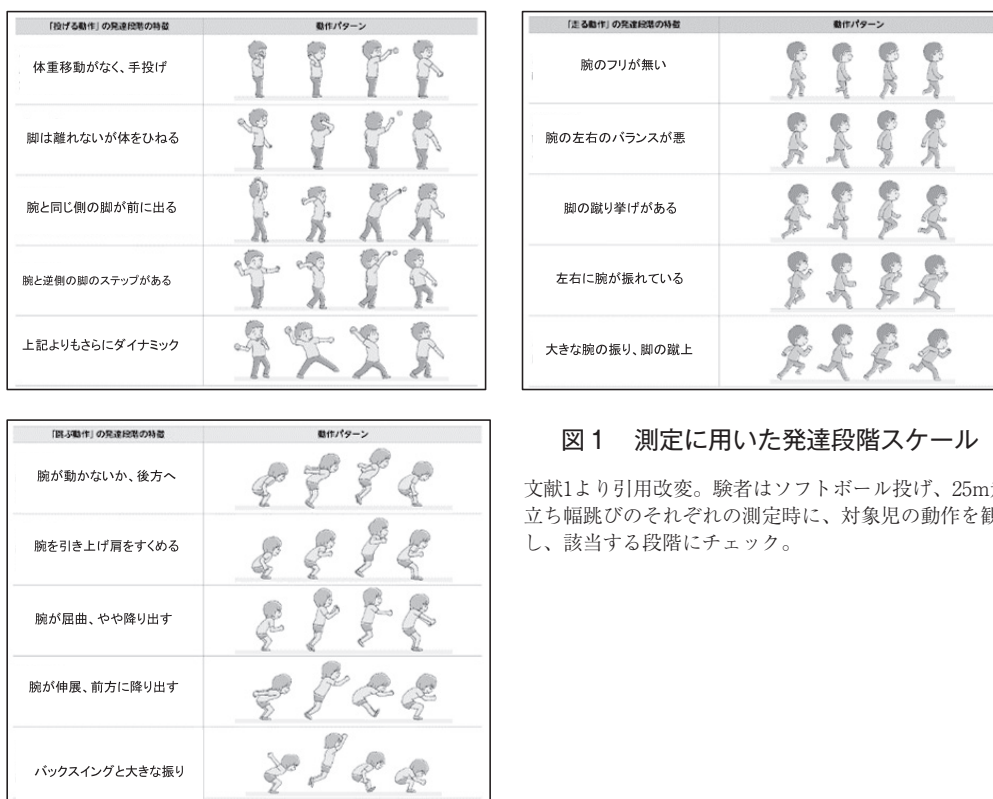 「投げる動作」の発達段階の特徴
動作パターン
体重移動がなく、手投げ
脚は離れないが体をひねる
腕と同じ側の脚が前に出る
腕と逆側の脚のステップがある
上記よりもさらにダイナミック
「走る動作」の発達段階の特徴
動作パターン
腕のフリが無い
腕の左右のバランスが悪
脚の蹴り挙げがある
左右に腕が振れている
大きな腕の振り、脚の蹴上
「跳ぶ動作」の発達段階の特徴
動作パターン
腕が動かないか、後方へ
腕を引き上げ肩をすくめる
腕が屈曲、やや降り出す
腕が伸展、前方に降り出す
バックスイングと大きな振り
図1 測定に用いた発達段階スケール
文献1より引用改変。験者はソフトボール投げ、25m
立ち幅跳びのそれぞれの測定時に、対象児の動作を
し、該当する段階にチェック。